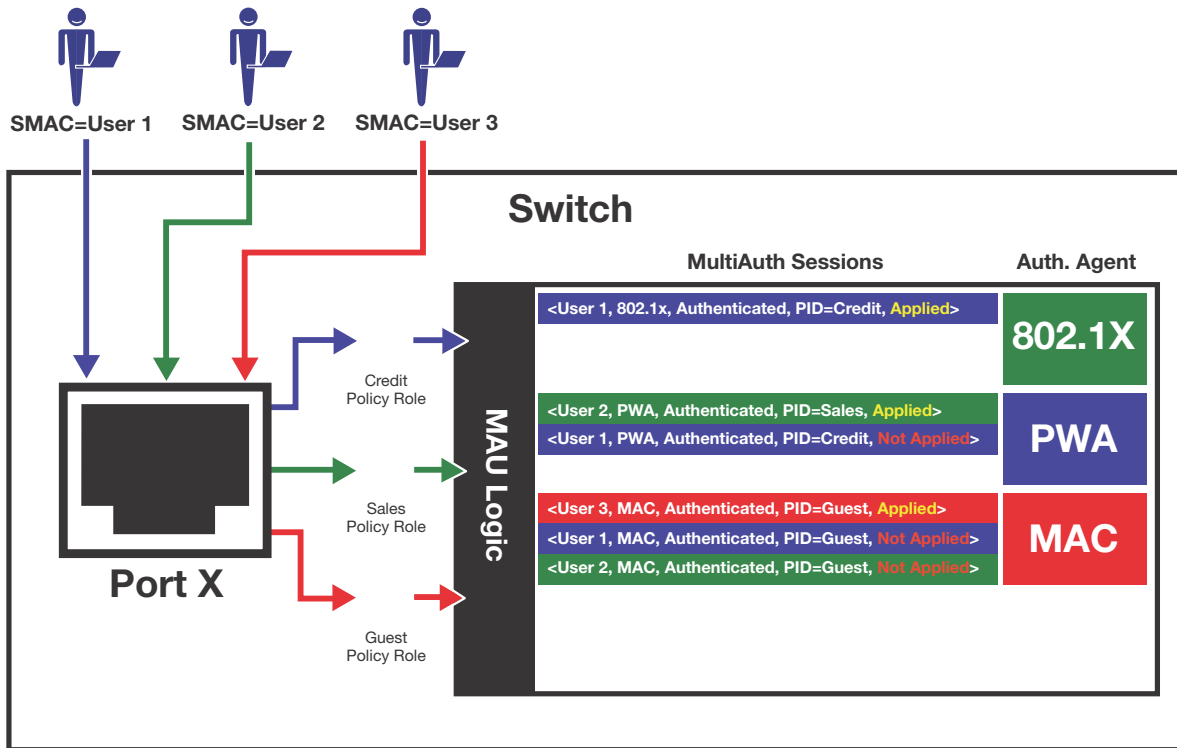 SMAC=User 1
SMAC=User 2
SMAC=User 3
Switch
MultiAuth Sessions
Auth. Agent
<User 1, 802.1x, Authenticated, PID=Credit, Applied>
802.1X
Credit
Policy Role
MAU Logic
<User 2, PWA, Authenticated, PID=Sales, Applied>
<User 1, PWA, Authenticated, PID=Credit, Not Applied>
PWA
Sales
Policy Role
<User 3, MAC, Authenticated, PID=Guest, Applied>
<User 1, MAC, Authenticated, PID=Guest, Not Applied>
<User 2, MAC, Authenticated, PID=Guest, Not Applied>
MAC
Port X
Guest
Policy Role